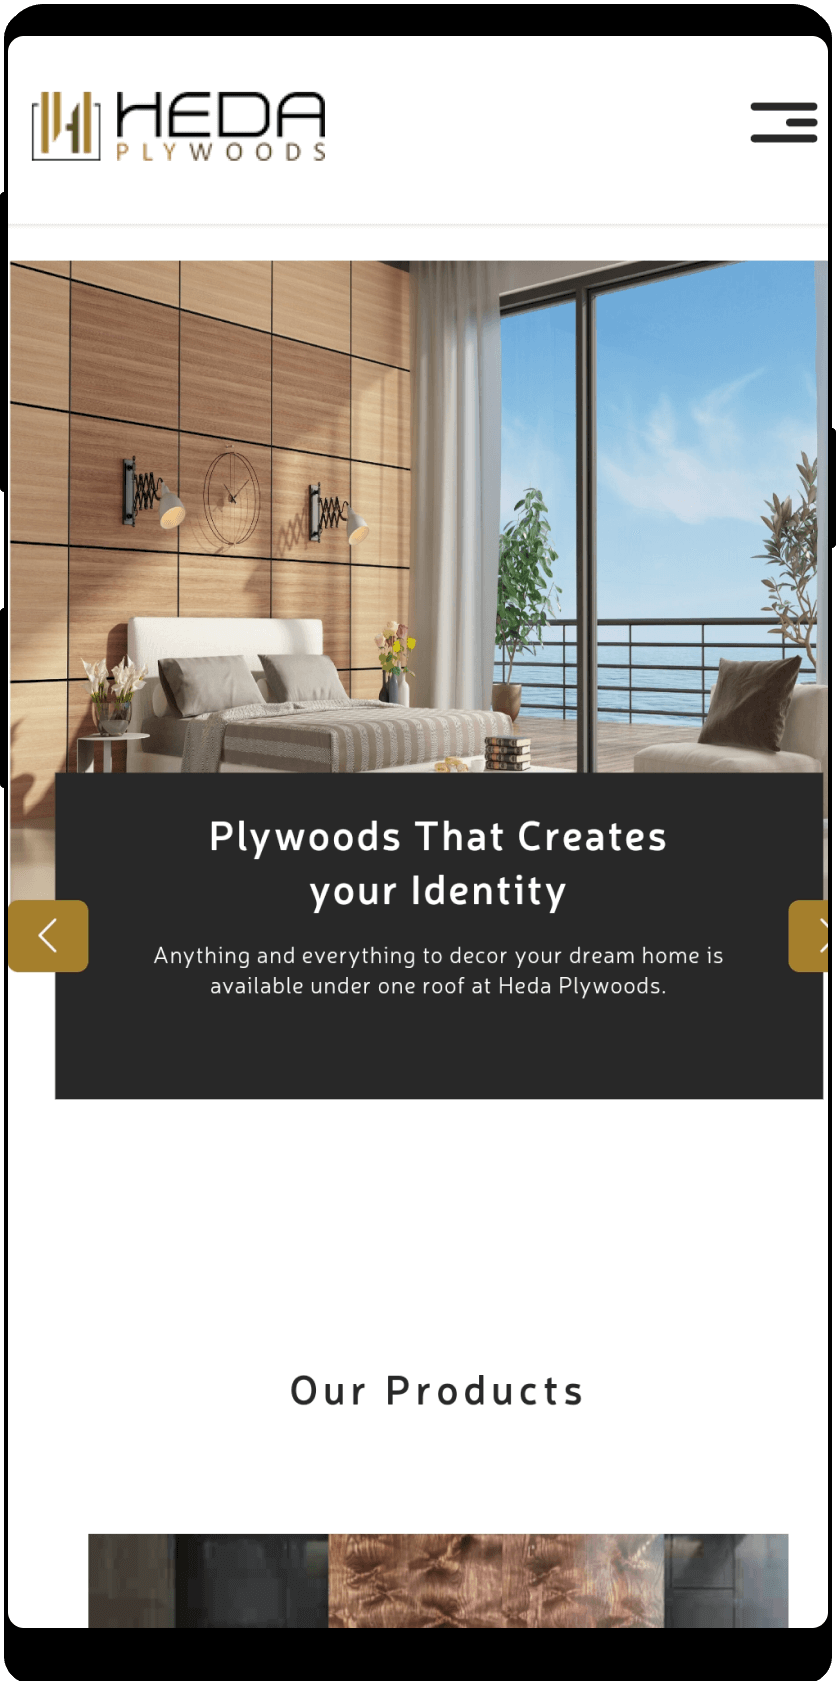 HEDA
PLYWOODS
Plywoods That Creates
your Identity
Anything and everything to decor your dream home is
available under one roof at Heda Plywoods.
Our Products